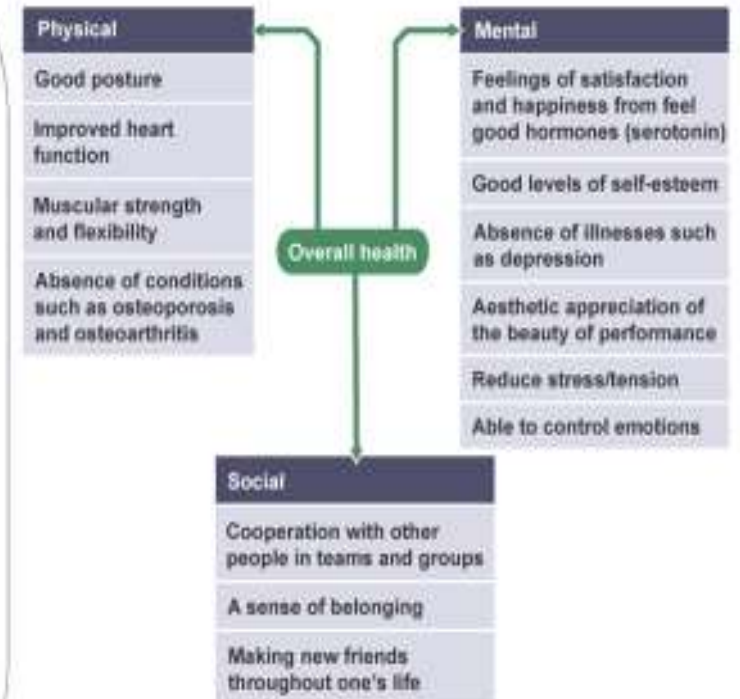 Physical
Good posture
Improved heart
function
Muscular strength
and flexibility
Absence of conditions
such as osteoporosis
and osteoarthritis
Mental
Feelings of satisfaction
and happiness from feel
good hormones (serotonin)
Good levels of self-esteem
Absence of illnesses such
as depression
Aesthetic appreciation of
the beauty of performance
Reduce stress/tension
Able to control emotions
Overall health
Social
Cooperation with other
people in teams and groups
A sense of belonging
Making new friends
throughout one's life